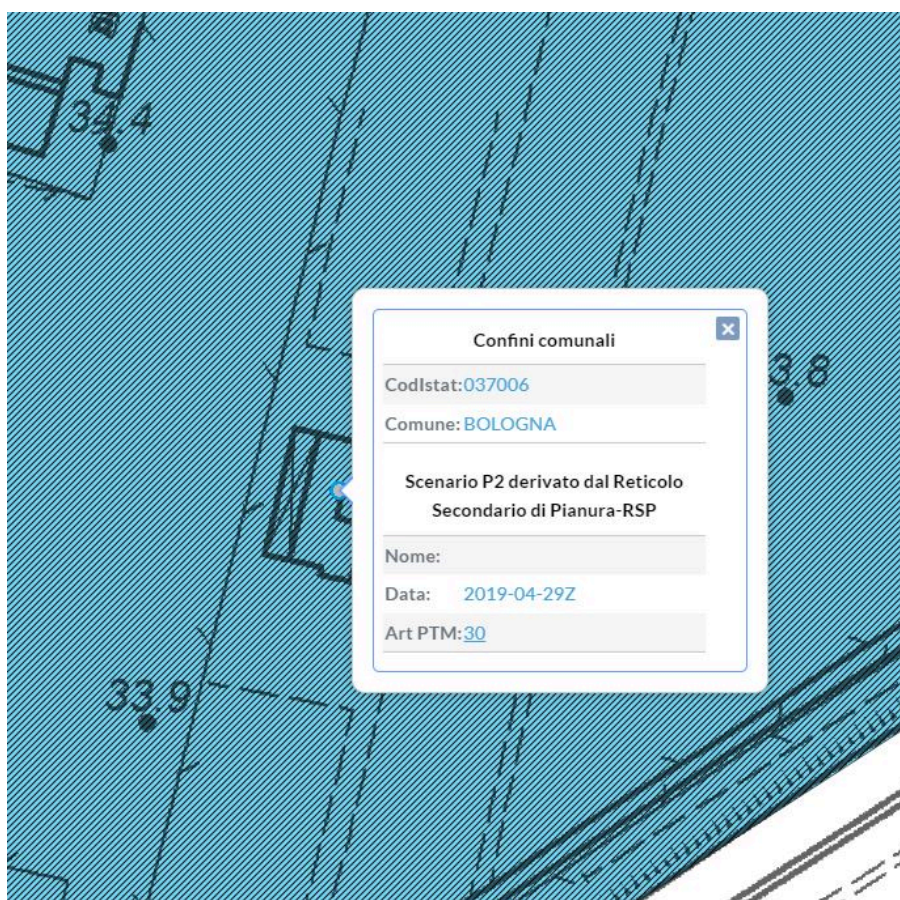 34.4
Confini comunali
CodIstat:037006
Comune: BOLOGNA
3.8
Scenario P2 derivato dal Reticolo
Secondario di Pianura-RSP
Nome:
Data: 2019-04-29Z
Art PTM:30
33.9